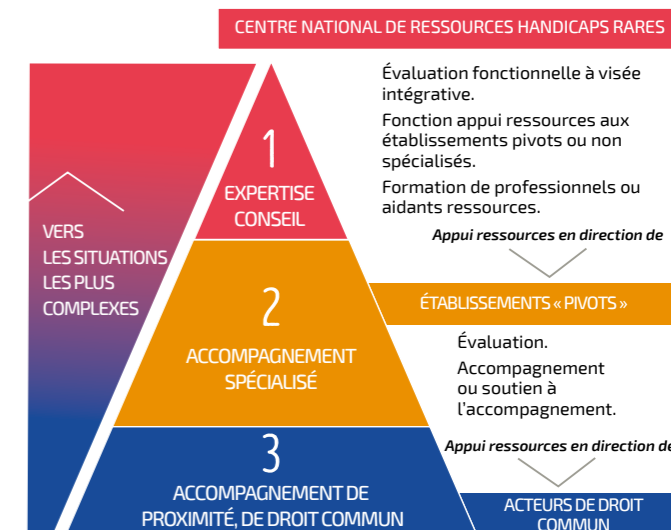 CENTRE NATIONAL DE RESSOURCES HANDICAPS RARES
Évaluation fonctionnelle à visée
intégrative.
Fonction appui ressources aux
établissements pivots ou non
spécialisés.
Formation de professionnels ou
aidants ressources.
Appui ressources en direction de
1
EXPERTISE
CONSEIL
VERS
LES SITUATIONS
LES PLUS
COMPLEXES
2
ACCOMPAGNEMENT
SPÉCIALISÉ
ÉTABLISSEMENTS « PIVOTS »
Évaluation.
Accompagnement
ou soutien à
l'accompagnement.
Appui ressources en direction de
3
ACCOMPAGNEMENT DE
PROXIMITÉ, DE DROIT COMMUN
ACTEURS DE DROIT
COMMUN